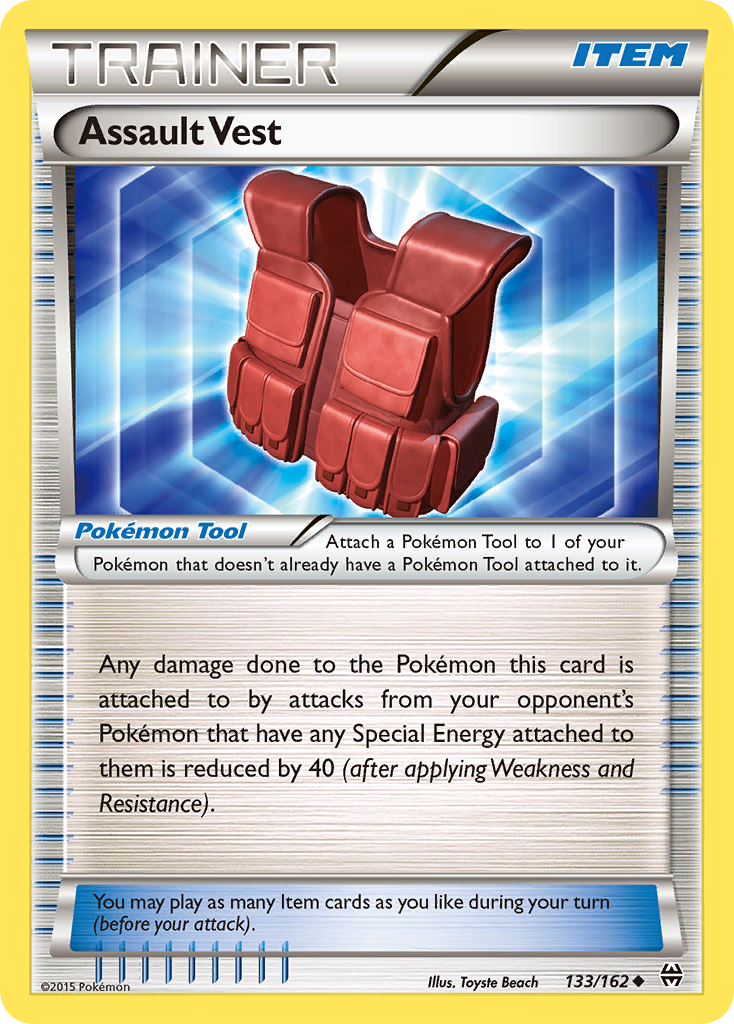 TRAINER
ITEM
Assault Vest
Pokémon Tool
Attach a Pokémon Tool to 1 of your
Pokémon that doesn't already have a Pokémon Tool attached to it.
Any damage done to the Pokémon this card is
attached to by attacks from your opponent's
Pokémon that have any Special Energy attached to
them is reduced by 40 (after applying Weakness and
Resistance).
You may play as many Item cards as you like during your turn
(before your attack).
©2015 Pokémon
Illus. Toyste Beach
133/162 ◆